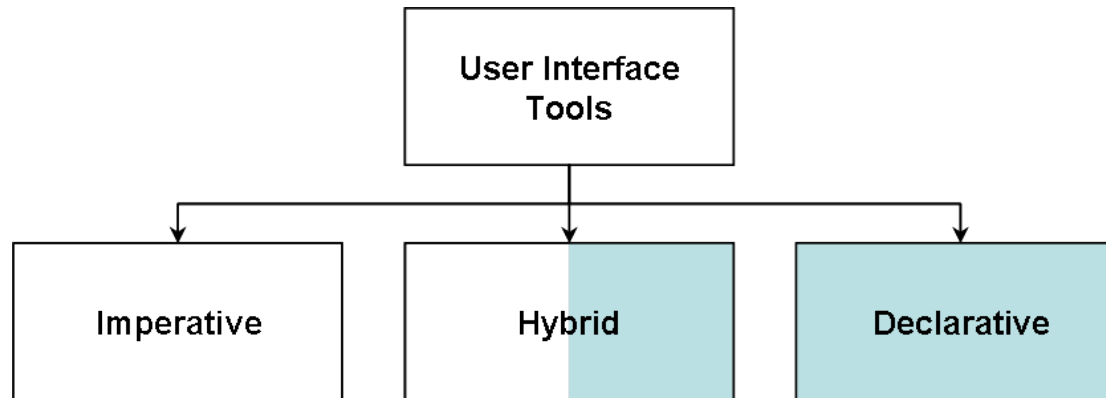 User Interface
Tools
Imperative
Hybrid
Declarative